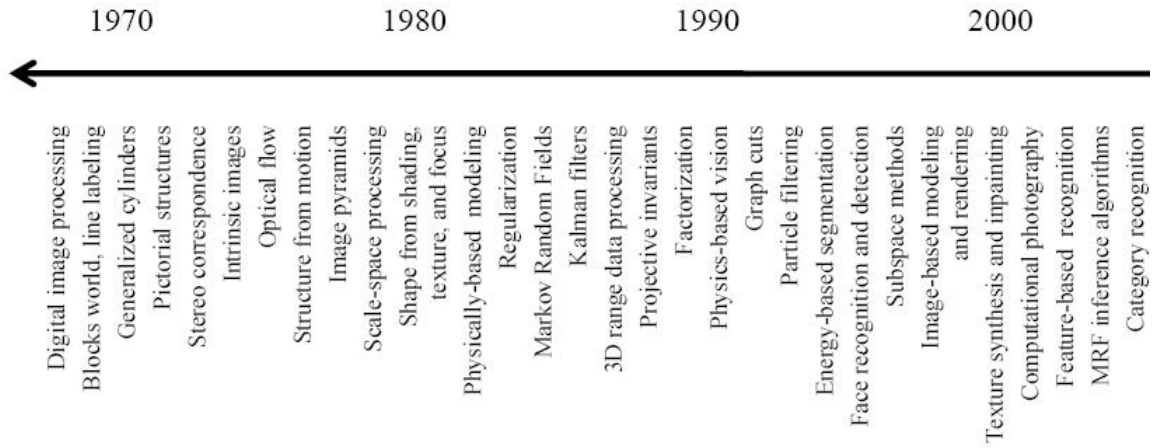 1970
1980
1990
2000
Digital image processing
Blocks world, line labeling
Generalized cylinders
Pictorial structures
Stereo correspondence
Intrinsic images
Optical flow
Structure from motion
Image pyramids
Scale-space processing
Shape from shading,
texture, and focus
Physically-based modeling
Regularization
Markov Random Fields
Kalman filters
3D range data processing
Projective invariants
Factorization
Physics-based vision
Graph cuts
Particle filtering
Energy-based segmentation
Face recognition and detection
Subspace methods
Image-based modeling
and rendering
Texture synthesis and inpainting
Computational photography
Feature-based recognition
MRF inference algorithms
Category recognition